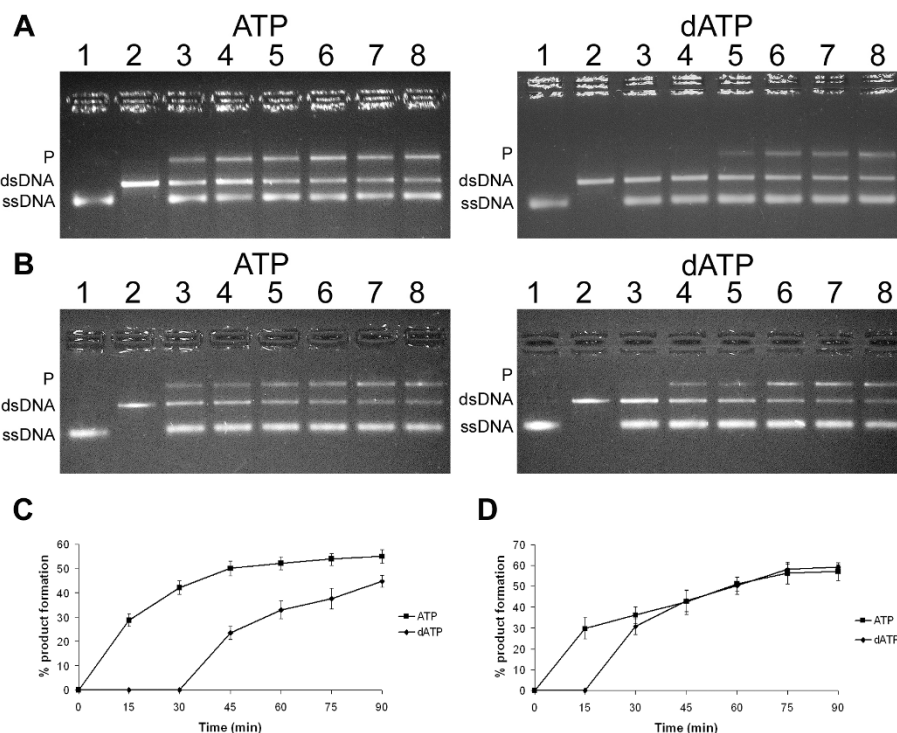 A
ATP
dATP
1 2 3 4 5 6 7 8
1 2 3 4 5 6 7 8
P
dsDNA
ssDNA
P
dsDNA
ssDNA
B
ATP
dATP
1 2 3 4 5 6 7 8
1 2 3 4 5 6 7 8
P
dsDNA
ssDNA
P
dsDNA
ssDNA
C
% product formation
60
50
40
30
20
10
0
0 15 30 45 60 75 90
Time (min)
ATP
dATP
D
% product formation
70
60
50
40
30
20
10
0
0 15 30 45 60 75 90
Time (min)
ATP
dATP